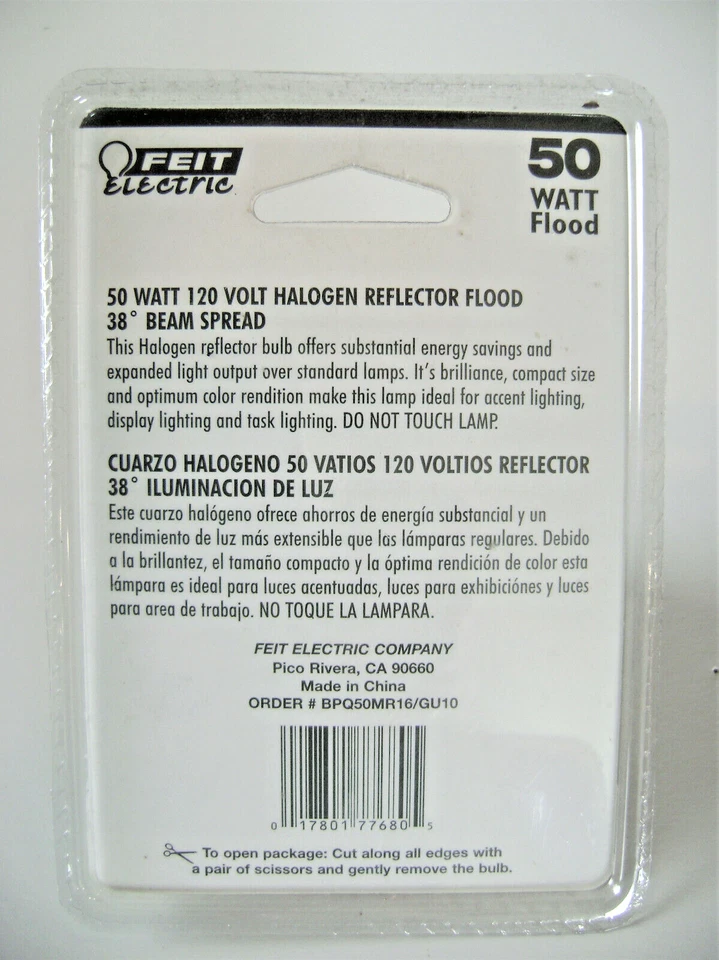 FEIT
Electric
50
WATT
Flood
50 WATT 120 VOLT HALOGEN REFLECTOR FLOOD
38° BEAM SPREAD
This Halogen reflector bulb offers substantial energy savings and
expanded light output over standard lamps. It's brilliance, compact size
and optimum color rendition make this lamp ideal for accent lighting,
display lighting and task lighting. DO NOT TOUCH LAMP.
CUARZO HALOGENO 50 VATIOS 120 VOLTIOS REFLECTOR
38° ILUMINACION DE LUZ
Este cuarzo halógeno ofrece ahorros de energía substancial y un
rendimiento de luz más extensible que las lámparas regulares. Debido
a la brillantez, el tamaño compacto y la óptima rendición de color esta
lámpara es ideal para luces acentuadas, luces para exhibiciónes y luces
para area de trabajo. NO TOQUE LA LAMPARA.
FEIT ELECTRIC COMPANY
Pico Rivera, CA 90660
Made in China
ORDER # BPQ50MR16/GU10
0 17801 77680 5
To open package: Cut along all edges with
a pair of scissors and gently remove the bulb.